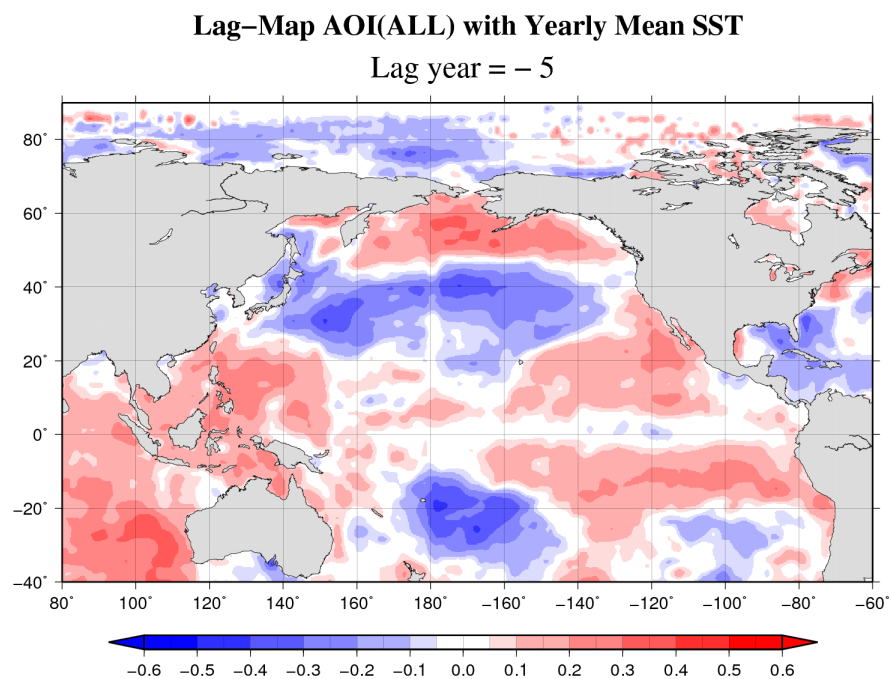 Lag−Map AOI(ALL) with Yearly Mean SST
Lag year = − 5
80˚
60˚
40˚
20˚
0˚
−20˚
−40˚
80 100 120 140 160 180 −160˚ −140˚ −120˚ −100˚ −80˚ −60˚
−0.6 −0.5 −0.4 −0.3 −0.2 −0.1 0.0 0.1 0.2 0.3 0.4 0.5 0.6